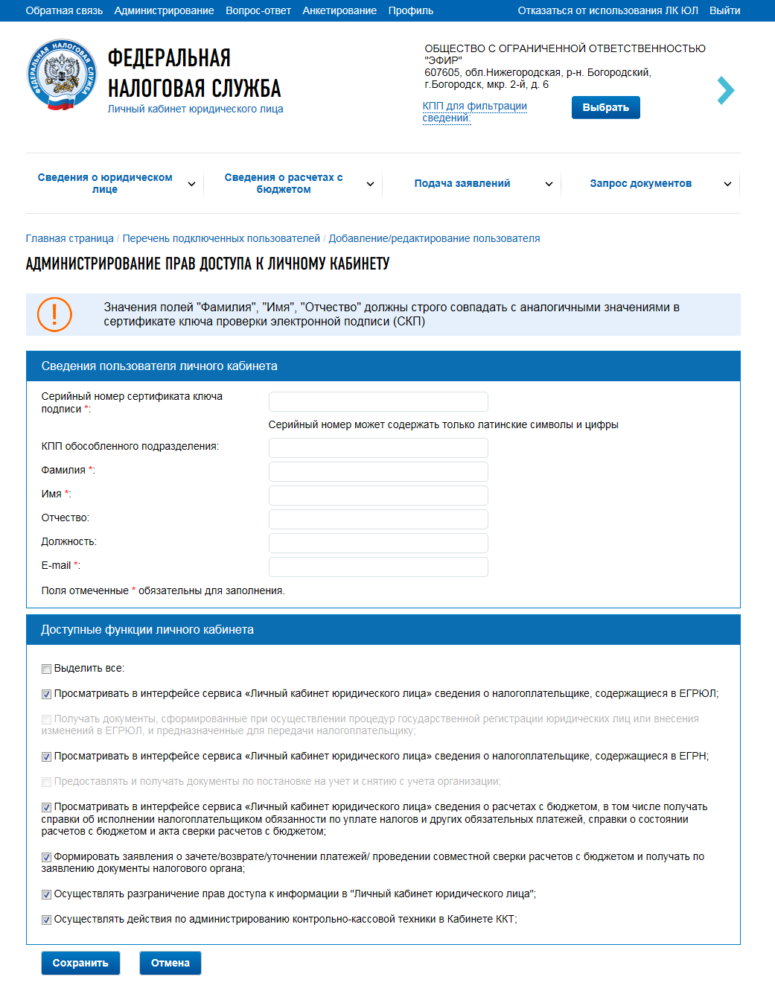 Обратная связь Администрирование Вопрос-ответ Анкетирование Профиль Отказаться от использования ЛК ЮЛ Выйти
ФЕДЕРАЛЬНАЯ НАЛОГОВАЯ СЛУЖБА
ФЕДЕРАЛЬНАЯ
НАЛОГОВАЯ СЛУЖБА
Личный кабинет юридического лица
ОБЩЕСТВО С ОГРАНИЧЕННОЙ ОТВЕТСТВЕННОСТЬЮ
"ЭФИР"
607605, обл.Нижегородская, р-н. Богородский,
г.Богородск, мкр. 2-й, д. 6
КПП для фильтрации
сведений:
Выбрать
Сведения о юридическом
лице
Сведения о расчетах с
бюджетом
Подача заявлений
Запрос документов
Главная страница / Перечень подключенных пользователей / Добавление/редактирование пользователя
АДМИНИСТРИРОВАНИЕ ПРАВ ДОСТУПА К ЛИЧНОМУ КАБИНЕТУ
Значения полей "Фамилия", "Имя", "Отчество" должны строго совпадать с аналогичными значениями в
сертификате ключа проверки электронной подписи (СКП)
Сведения пользователя личного кабинета
Серийный номер сертификата ключа
подписи *:
Серийный номер может содержать только латинские символы и цифры
КПП обособленного подразделения:
Фамилия *:
Имя *:
Отчество:
Должность:
E-mail *:
Поля отмеченные * обязательны для заполнения.
Доступные функции личного кабинета
Выделить все:
Просматривать в интерфейсе сервиса «Личный кабинет юридического лица» сведения о налогоплательщике, содержащиеся в ЕГРЮЛ;
Получать документы, сформированные при осуществлении процедур государственной регистрации юридических лиц или внесения
изменений в ЕГРЮЛ, и предназначенные для передачи налогоплательщику;
Просматривать в интерфейсе сервиса «Личный кабинет юридического лица» сведения о налогоплательщике, содержащиеся в ЕГРН;
Предоставлять и получать документы по постановке на учет и снятию с учета организации;
Просматривать в интерфейсе сервиса «Личный кабинет юридического лица» сведения о расчетах с бюджетом, в том числе получать
справки об исполнении налогоплательщиком обязанности по уплате налогов и других обязательных платежей, справки о состоянии
расчетов с бюджетом и акта сверки расчетов с бюджетом;
Формировать заявления о зачете/возврате/уточнении платежей/ проведении совместной сверки расчетов с бюджетом и получать по
заявлению документы налогового органа;
Осуществлять разграничение прав доступа к информации в "Личный кабинет юридического лица";
Осуществлять действия по администрированию контрольно-кассовой техники в Кабинете ККТ;
Сохранить Отмена